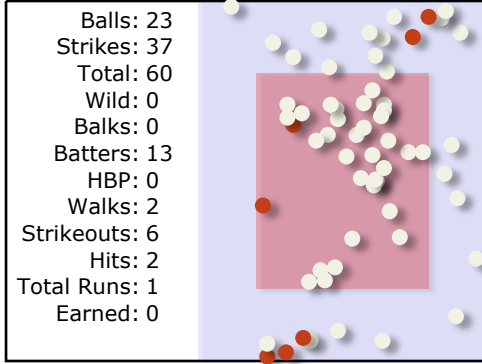 Balls: 23
Strikes: 37
Total: 60
Wild: 0
Balks: 0
Batters: 13
HBP: 0
Walks: 2
Strikeouts: 6
Hits: 2
Total Runs: 1
Earned: 0